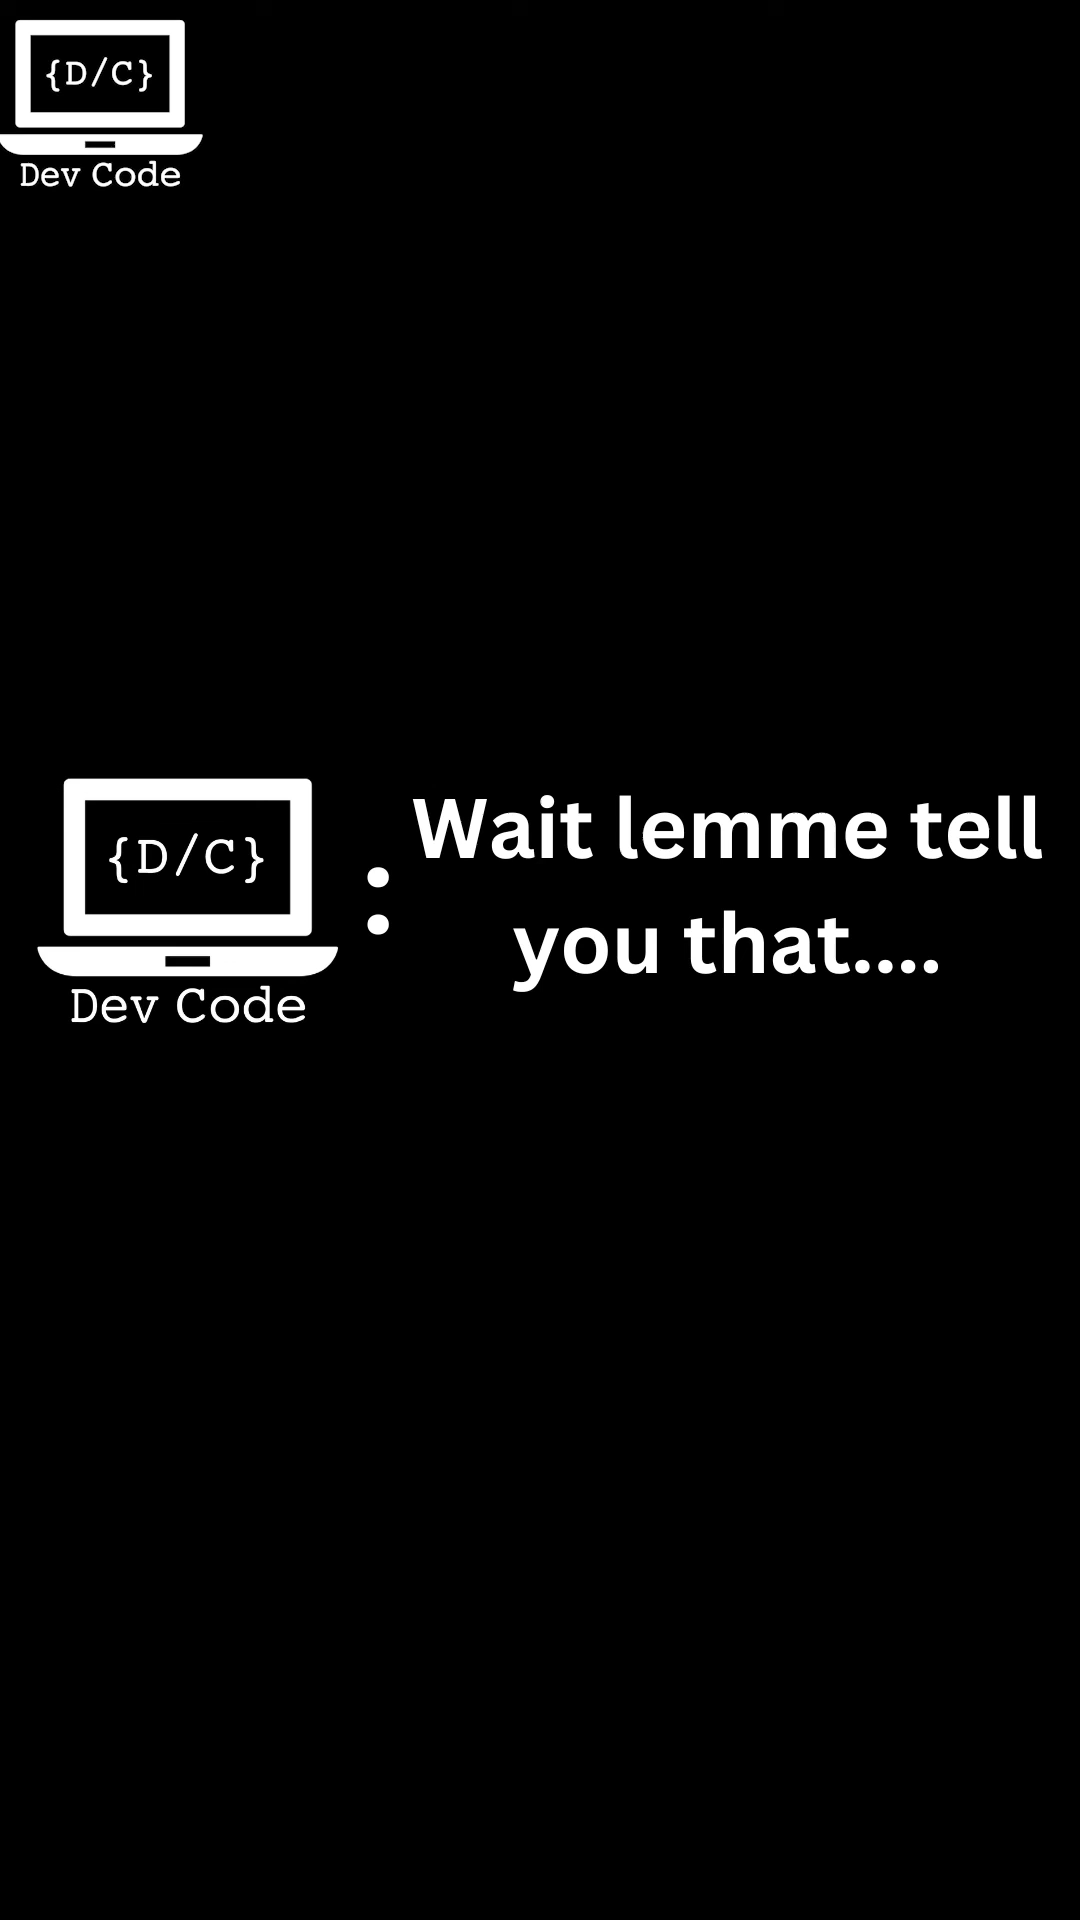 {D/C}
Dev Code
Wait lemme tell
you that....
{D/C}
:
Dev Code